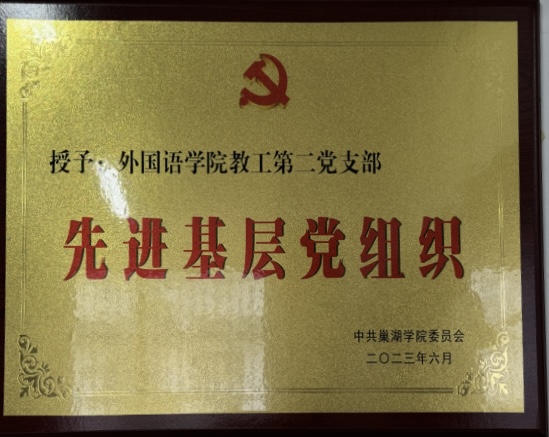 授予：外国语学院教工第二党支部
先进基层党组织
中共巢湖学院委员会
二〇二三年六月